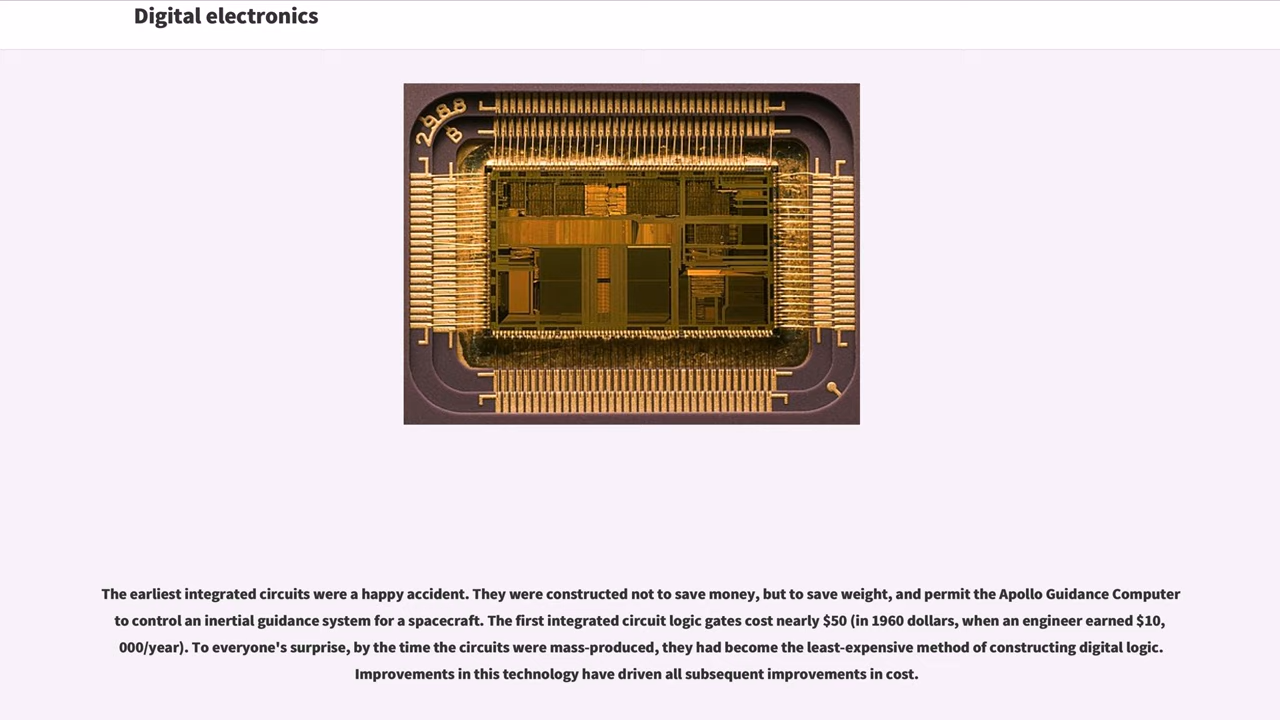 Digital electronics
2988
B
The earliest integrated circuits were a happy accident. They were constructed not to save money, but to save weight, and permit the Apollo Guidance Computer
to control an inertial guidance system for a spacecraft. The first integrated circuit logic gates cost nearly $50 (in 1960 dollars, when an engineer earned $10,
000/year). To everyone's surprise, by the time the circuits were mass-produced, they had become the least-expensive method of constructing digital logic.
Improvements in this technology have driven all subsequent improvements in cost.